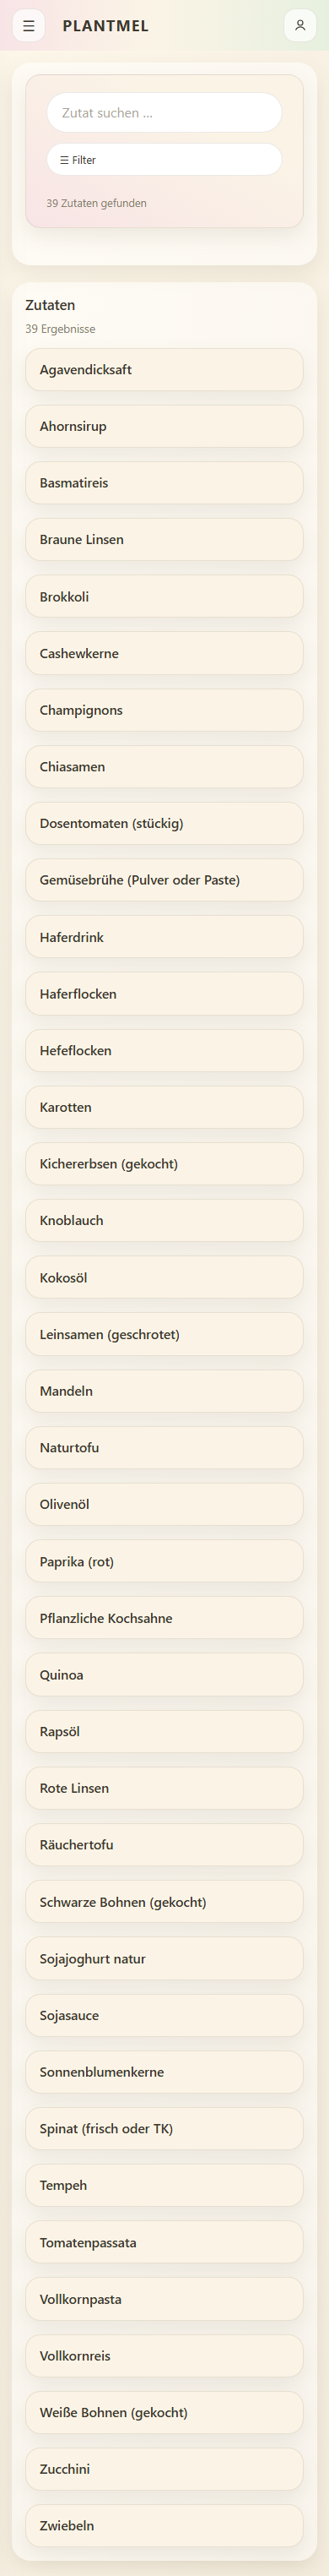 ☰ PLANTMEL
Zutat suchen ...
☰ Filter
39 Zutaten gefunden
Zutaten
39 Ergebnisse
Agavendicksaft
Ahornsirup
Basmatireis
Braune Linsen
Brokkoli
Cashewkerne
Champignons
Chiasamen
Dosentomaten (stückig)
Gemüsebrühe (Pulver oder Paste)
Haferdrink
Haferflocken
Hefeflocken
Karotten
Kichererbsen (gekocht)
Knoblauch
Kokosöl
Leinsamen (geschrotet)
Mandeln
Naturtofu
Olivenöl
Paprika (rot)
Pflanzliche Kochsahne
Quinoa
Rapsöl
Rote Linsen
Räuchertofu
Schwarze Bohnen (gekocht)
Sojajoghurt natur
Sojasauce
Sonnenblumenkerne
Spinat (frisch oder TK)
Tempeh
Tomatenpassata
Vollkornpasta
Vollkornreis
Weiße Bohnen (gekocht)
Zucchini
Zwiebeln